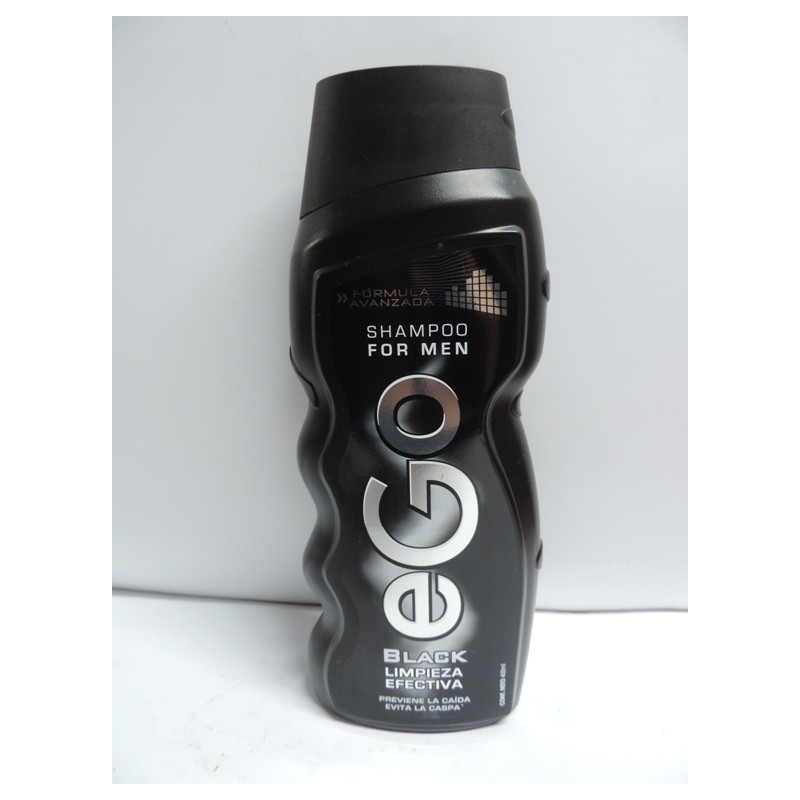 » FÓRMULA
AVANZADA
SHAMPOO
FOR MEN
eGo
BLACK
LIMPIEZA
EFECTIVA
PREVIENE LA CAÍDA
EVITA LA CASPA*